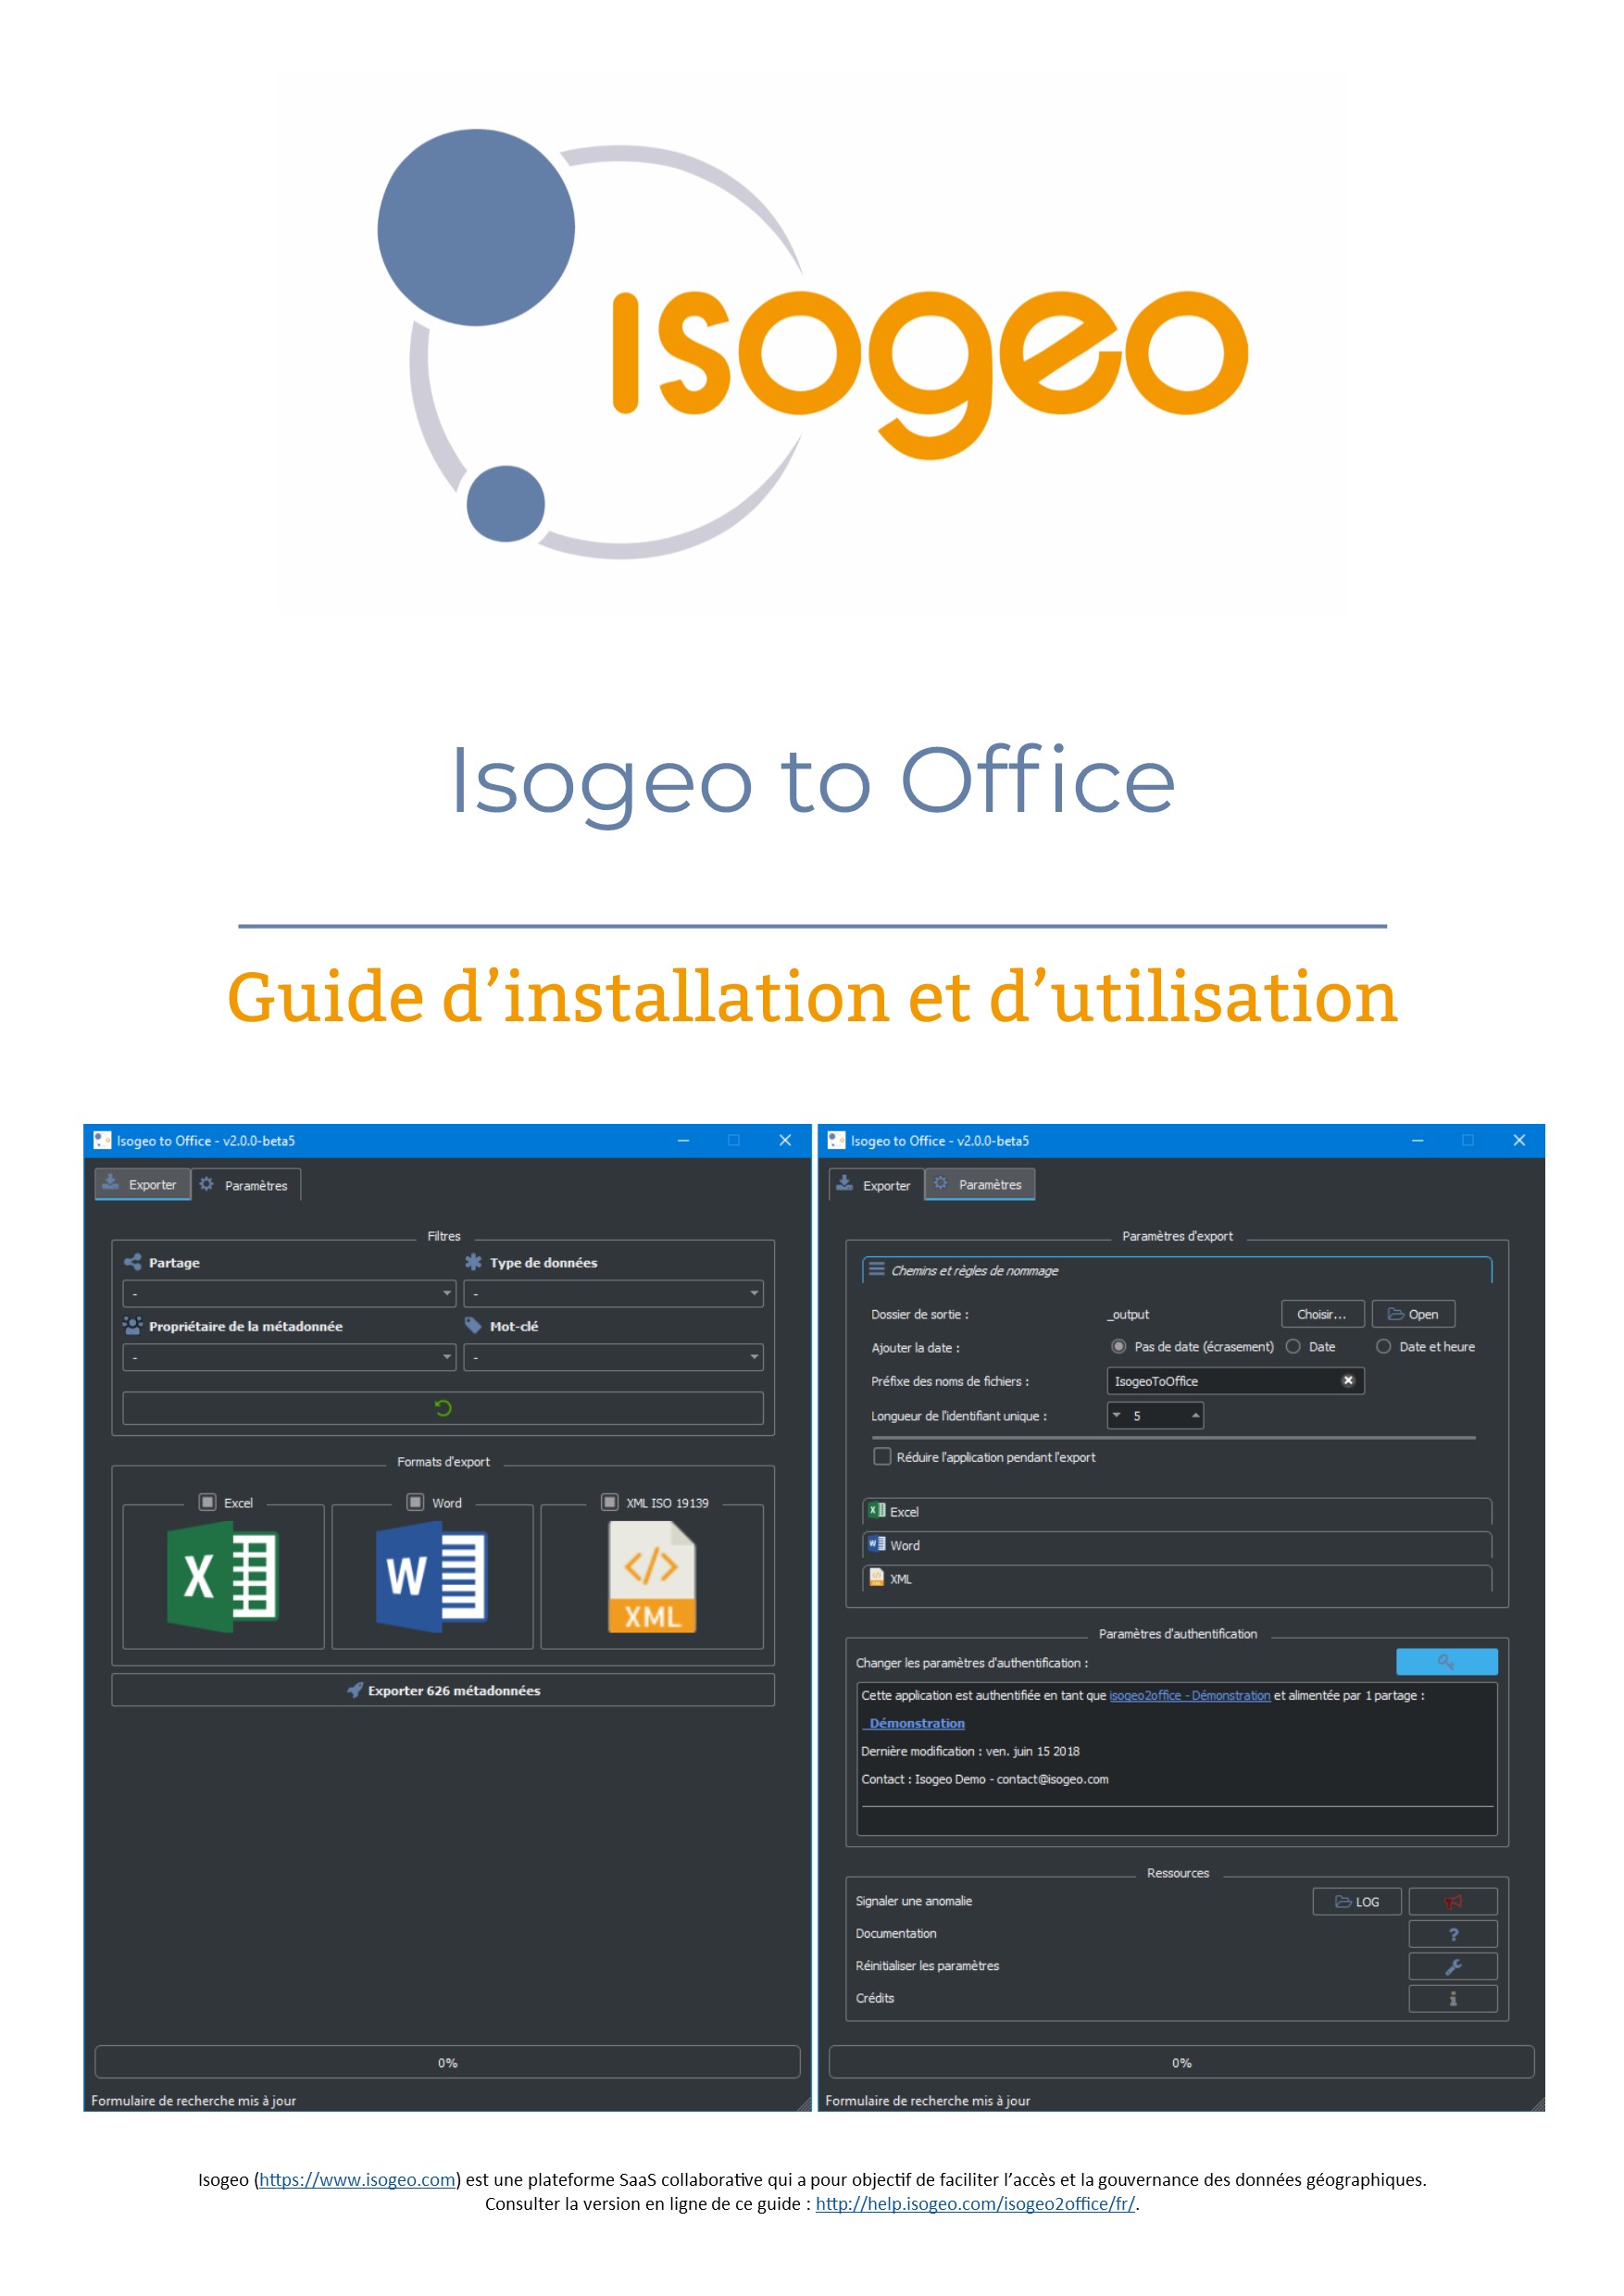 Isogeo
Isogeo to Office
Guide d’installation et d’utilisation
Isogeo to Office - v2.0.0-beta5
Exporter
Paramètres
Filtres
Partage
Type de données
-
-
Propriétaire de la métadonnée
Mot-clé
-
-
Formats d'export
Excel
Word
XML ISO 19139
X
W
</>
XML
Exporter 626 métadonnées
0%
Formulaire de recherche mis à jour
Isogeo to Office - v2.0.0-beta5
Exporter
Paramètres
Paramètres d'export
Chemins et règles de nommage
Dossier de sortie :
_output
Choisir...
Open
Ajouter la date :
Pas de date (écrasement)
Date
Date et heure
Préfixe des noms de fichiers :
IsogeoToOffice
Longueur de l'identifiant unique :
5
Réduire l'application pendant l'export
Excel
Word
XML
Paramètres d'authentification
Changer les paramètres d'authentification :
Cette application est authentifiée en tant que isogeo2office - Démonstration et alimentée par 1 partage :
_Démonstration
Dernière modification : ven. juin 15 2018
Contact : Isogeo Demo - contact@isogeo.com
Ressources
Signaler une anomalie
LOG
Documentation
?
Réinitialiser les paramètres
Crédits
i
0%
Formulaire de recherche mis à jour
Isogeo (https://www.isogeo.com) est une plateforme SaaS collaborative qui a pour objectif de faciliter l’accès et la gouvernance des données géographiques.
Consulter la version en ligne de ce guide : http://help.isogeo.com/isogeo2office/fr/.